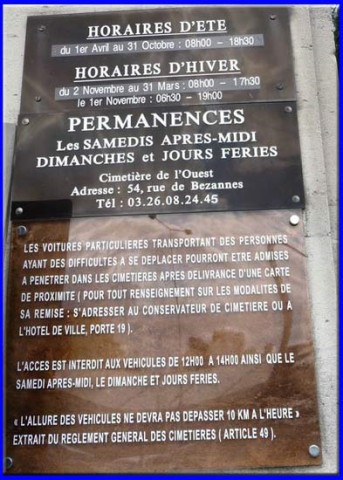 HORAIRES D'ETE
du 1er Avril au 31 Octobre : 08h00 - 18h30
HORAIRES D'HIVER
du 2 Novembre au 31 Mars : 08h00 - 17h30
le 1er Novembre : 06h30 - 19h00
PERMANENCES
Les SAMEDIS APRES-MIDI
DIMANCHES et JOURS FERIES
Cimetière de l'Ouest
Adresse : 54, rue de Bezannes
Tél : 03.26.08.24.45
LES VOITURES PARTICULIERES TRANSPORTANT DES PERSONNES
AYANT DES DIFFICULTES A SE DEPLACER POURRONT ETRE ADMISES
A PENETRER DANS LES CIMETIERES APRES DELIVRANCE D'UNE CARTE
DE PROXIMITE ( POUR TOUT RENSEIGNEMENT SUR LES MODALITES DE
SA REMISE : S'ADRESSER AU CONSERVATEUR DE CIMETIERE OU A
L'HOTEL DE VILLE, PORTE 19 ).
L'ACCES EST INTERDIT AUX VEHICULES DE 12H00 A 14H00 AINSI QUE LE
SAMEDI APRES-MIDI, LE DIMANCHE ET JOURS FERIES.
« L'ALLURE DES VEHICULES NE DEVRA PAS DEPASSER 10 KM A L'HEURE »
EXTRAIT DU REGLEMENT GENERAL DES CIMETIERES ( ARTICLE 49 ).